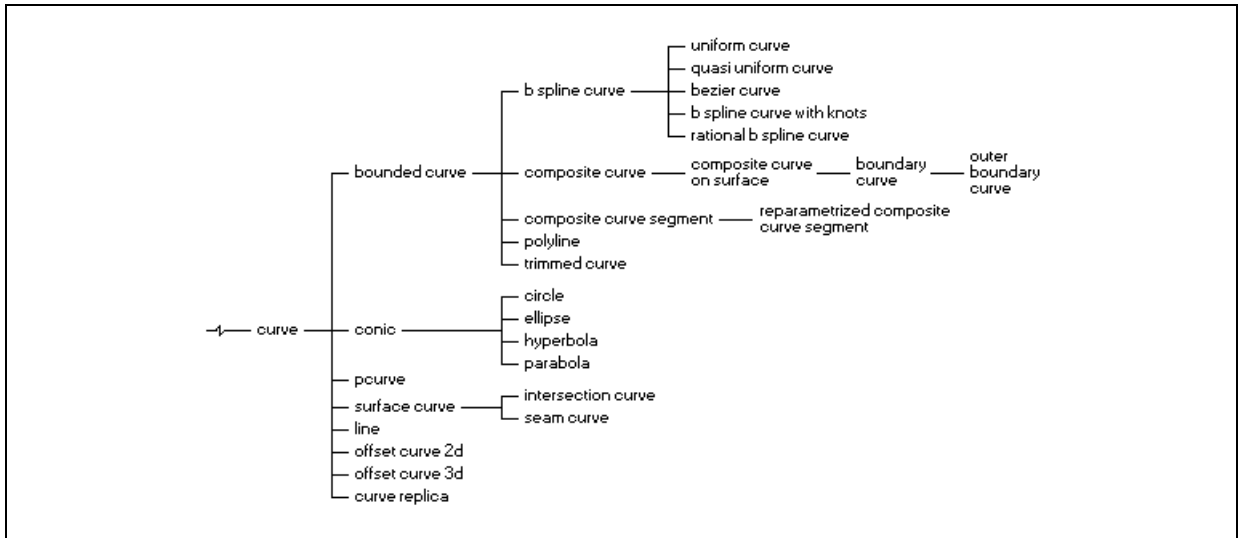 uniform curve
quasi uniform curve
b spline curve
bezier curve
b spline curve with knots
rational b spline curve
bounded curve
composite curve
composite curve
on surface
boundary
curve
outer
boundary
curve
composite curve segment
reparametrized composite
curve segment
polyline
trimmed curve
curve
conic
circle
ellipse
hyperbola
parabola
pcurve
surface curve
intersection curve
seam curve
line
offset curve 2d
offset curve 3d
curve replica